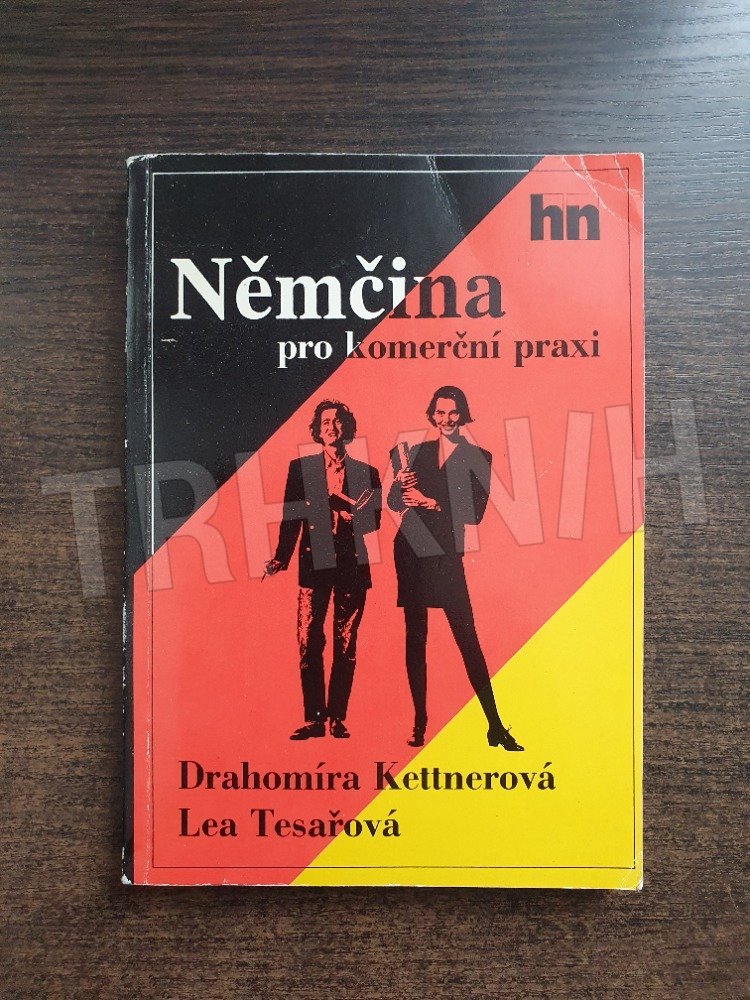 hn
Němčina
pro komerční praxi
TRHKNIH
Drahomíra Kettnerová
Lea Tesařová